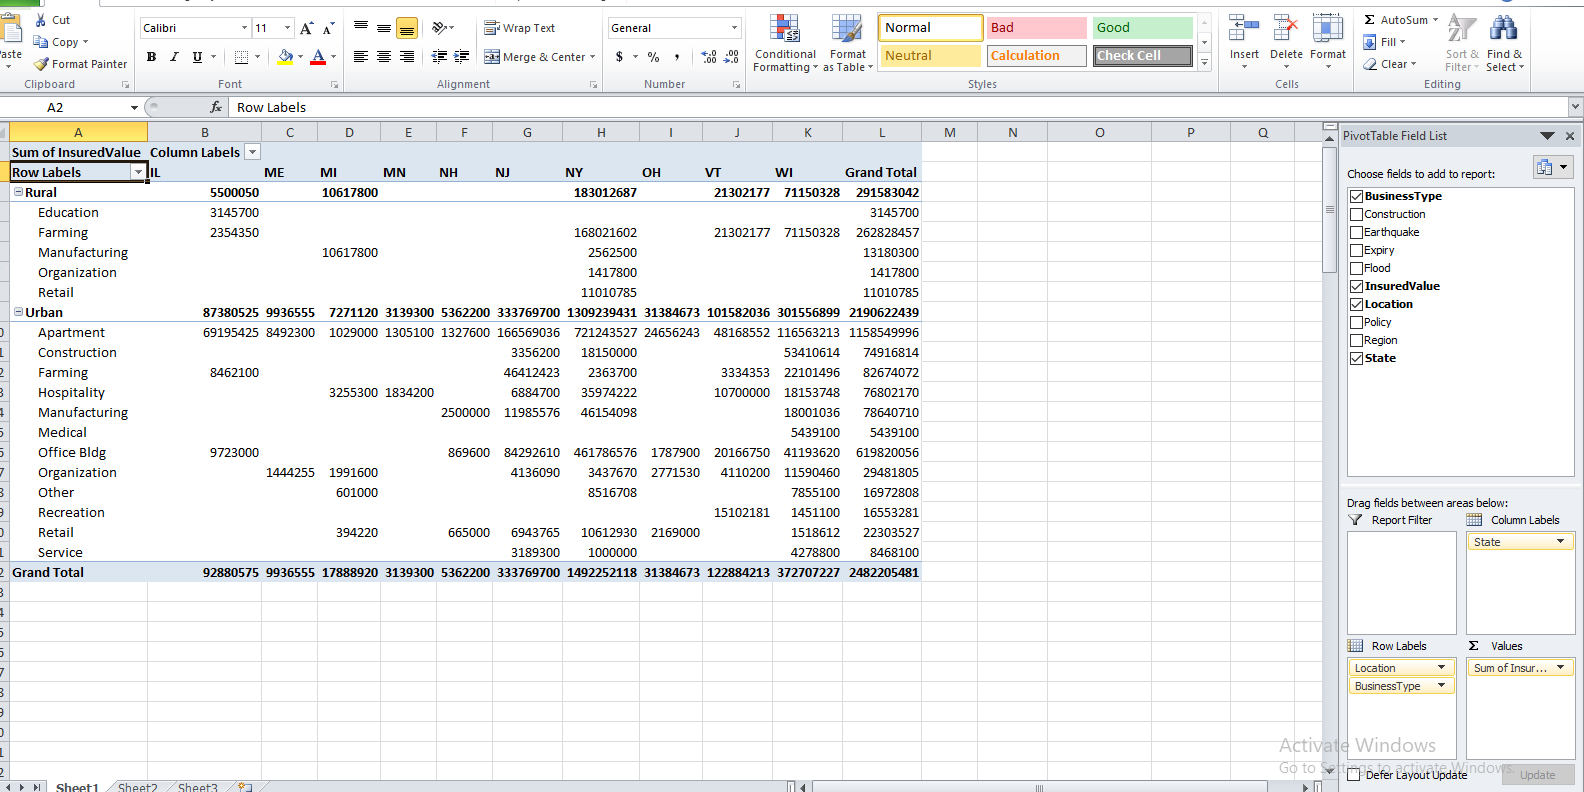 Cut
Copy
Format Painter
Clipboard
Calibri 11 A A
B I U A
Font
Wrap Text
Merge & Center
Alignment
General
$ % ,
Number
Conditional Formatting
Format as Table
Normal Bad Good
Neutral Calculation Check Cell
Styles
Insert Delete Format
Cells
Σ AutoSum
Fill
Clear
Sort & Filter
Find & Select
Editing
A2 fx Row Labels
A B C D E F G H I J K L M N O P Q
Sum of InsuredValue Column Labels
Row Labels IL ME MI MN NH NJ NY OH VT WI Grand Total
Rural 5500050 10617800 183012687 21302177 71150328 291583042
Education 3145700 3145700
Farming 2354350 168021602 21302177 71150328 262828457
Manufacturing 10617800 2562500 13180300
Organization 1417800 1417800
Retail 11010785 11010785
Urban 87380525 9936555 7271120 3139300 5362200 333769700 1309239431 31384673 101582036 301556899 2190622439
Apartment 69195425 8492300 1029000 1305100 1327600 166569036 721243527 24656243 48168552 116563213 1158549996
Construction 3356200 18150000 53410614 74916814
Farming 8462100 46412423 2363700 3334353 22101496 82674072
Hospitality 3255300 1834200 6884700 35974222 10700000 18153748 76802170
Manufacturing 2500000 11985576 46154098 18001036 78640710
Medical 5439100 5439100
Office Bldg 9723000 869600 84292610 461786576 1787900 20166750 41193620 619820056
Organization 1444255 1991600 4136090 3437670 2771530 4110200 11590460 29481805
Other 601000 8516708 7855100 16972808
Recreation 15102181 1451100 16553281
Retail 394220 665000 6943765 10612930 2169000 1518612 22303527
Service 3189300 1000000 4278800 8468100
Grand Total 92880575 9936555 17888920 3139300 5362200 333769700 1492252118 31384673 122884213 372707227 2482205481
Sheet1 Sheet2 Sheet3
PivotTable Field List
Choose fields to add to report:
BusinessType
Construction
Earthquake
Expiry
Flood
InsuredValue
Location
Policy
Region
State
Drag fields between areas below:
Report Filter Column Labels
State
Row Labels Σ Values
Location Sum of Insur...
BusinessType
Activate Windows
Go to Settings to activate Windows.
Defer Layout Update Update